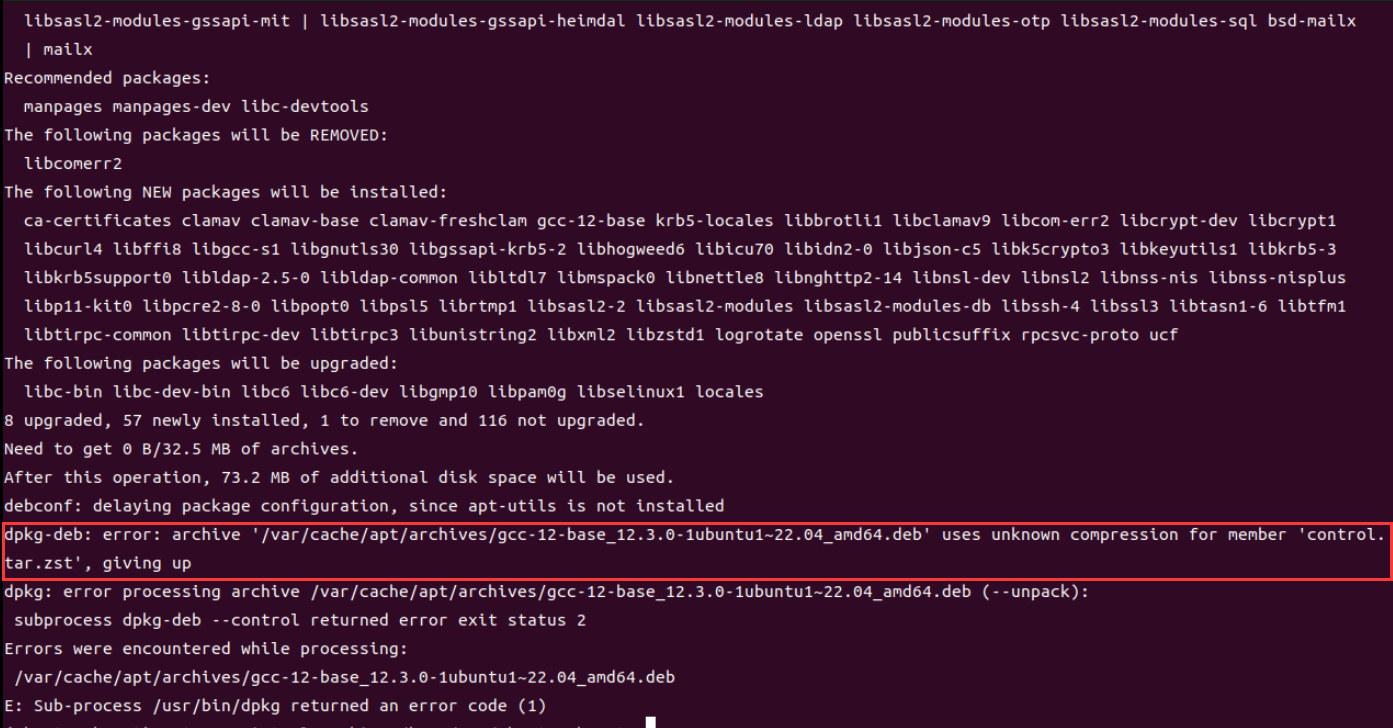 libsasl2-modules-gssapi-mit | libsasl2-modules-gssapi-heimdal libsasl2-modules-ldap libsasl2-modules-otp libsasl2-modules-sql bsd-mailx
| mailx
Recommended packages:
manpages manpages-dev libc-devtools
The following packages will be REMOVED:
libcomerr2
The following NEW packages will be installed:
ca-certificates clamav clamav-base clamav-freshclam gcc-12-base krb5-locales libbrotli1 libclamav9 libcom-err2 libcrypt-dev libcrypt1
libcurl4 libffi8 libgcc-s1 libgnutls30 libgssapi-krb5-2 libhogweed6 libicu70 libidn2-0 libjson-c5 libk5crypto3 libkeyutils1 libkrb5-3
libkrb5support0 libldap-2.5-0 libldap-common libltdl7 libmspack0 libnettle8 libnghttp2-14 libnsl-dev libnsl2 libnss-nis libnss-nisplus
libp11-kit0 libpcre2-8-0 libpopt0 libpsl5 librtmp1 libsasl2-2 libsasl2-modules libsasl2-modules-db libssh-4 libssl3 libtasn1-6 libtfm1
libtirpc-common libtirpc-dev libtirpc3 libunistring2 libxml2 libzstd1 logrotate openssl publicsuffix rpcsvc-proto ucf
The following packages will be upgraded:
libc-bin libc-dev-bin libc6 libc6-dev libgmp10 libpam0g libselinux1 locales
8 upgraded, 57 newly installed, 1 to remove and 116 not upgraded.
Need to get 0 B/32.5 MB of archives.
After this operation, 73.2 MB of additional disk space will be used.
debconf: delaying package configuration, since apt-utils is not installed
dpkg-deb: error: archive '/var/cache/apt/archives/gcc-12-base_12.3.0-1ubuntu1~22.04_amd64.deb' uses unknown compression for member 'control.
tar.zst', giving up
dpkg: error processing archive /var/cache/apt/archives/gcc-12-base_12.3.0-1ubuntu1~22.04_amd64.deb (--unpack):
subprocess dpkg-deb --control returned error exit status 2
Errors were encountered while processing:
/var/cache/apt/archives/gcc-12-base_12.3.0-1ubuntu1~22.04_amd64.deb
E: Sub-process /usr/bin/dpkg returned an error code (1)